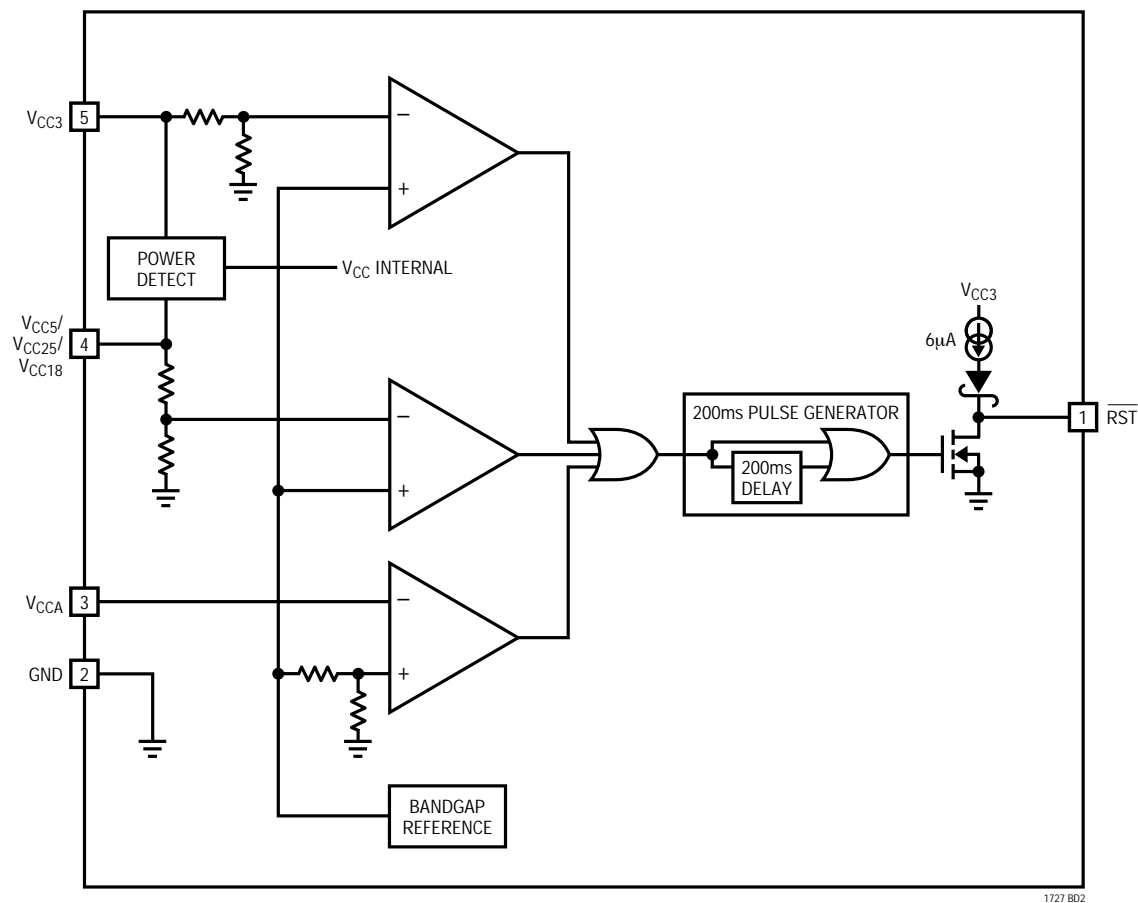 VCC3
5
−
+
POWER
DETECT
VCC INTERNAL
VCC5/
VCC25/
VCC18
4
−
+
VCC3
6µA
200ms PULSE GENERATOR
200ms
DELAY
1
RST
VCCA
3
−
+
GND
2
BANDGAP
REFERENCE
1727 BD2